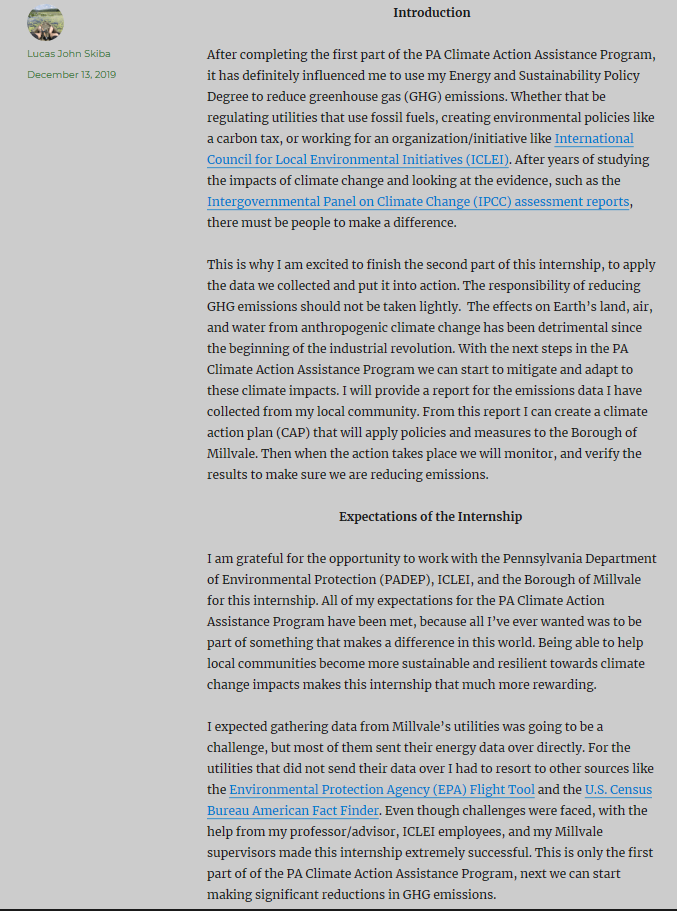 Introduction
Lucas John Skiba
December 13, 2019
After completing the first part of the PA Climate Action Assistance Program,
it has definitely influenced me to use my Energy and Sustainability Policy
Degree to reduce greenhouse gas (GHG) emissions. Whether that be
regulating utilities that use fossil fuels, creating environmental policies like
a carbon tax, or working for an organization/initiative like International
Council for Local Environmental Initiatives (ICLEI). After years of studying
the impacts of climate change and looking at the evidence, such as the
Intergovernmental Panel on Climate Change (IPCC) assessment reports,
there must be people to make a difference.
This is why I am excited to finish the second part of this internship, to apply
the data we collected and put it into action. The responsibility of reducing
GHG emissions should not be taken lightly.  The effects on Earth's land, air,
and water from anthropogenic climate change has been detrimental since
the beginning of the industrial revolution. With the next steps in the PA
Climate Action Assistance Program we can start to mitigate and adapt to
these climate impacts. I will provide a report for the emissions data I have
collected from my local community. From this report I can create a climate
action plan (CAP) that will apply policies and measures to the Borough of
Millvale. Then when the action takes place we will monitor, and verify the
results to make sure we are reducing emissions.
Expectations of the Internship
I am grateful for the opportunity to work with the Pennsylvania Department
of Environmental Protection (PADEP), ICLEI, and the Borough of Millvale
for this internship. All of my expectations for the PA Climate Action
Assistance Program have been met, because all I've ever wanted was to be
part of something that makes a difference in this world. Being able to help
local communities become more sustainable and resilient towards climate
change impacts makes this internship that much more rewarding.
I expected gathering data from Millvale's utilities was going to be a
challenge, but most of them sent their energy data over directly. For the
utilities that did not send their data over I had to resort to other sources like
the Environmental Protection Agency (EPA) Flight Tool and the U.S. Census
Bureau American Fact Finder. Even though challenges were faced, with the
help from my professor/advisor, ICLEI employees, and my Millvale
supervisors made this internship extremely successful. This is only the first
part of of the PA Climate Action Assistance Program, next we can start
making significant reductions in GHG emissions.